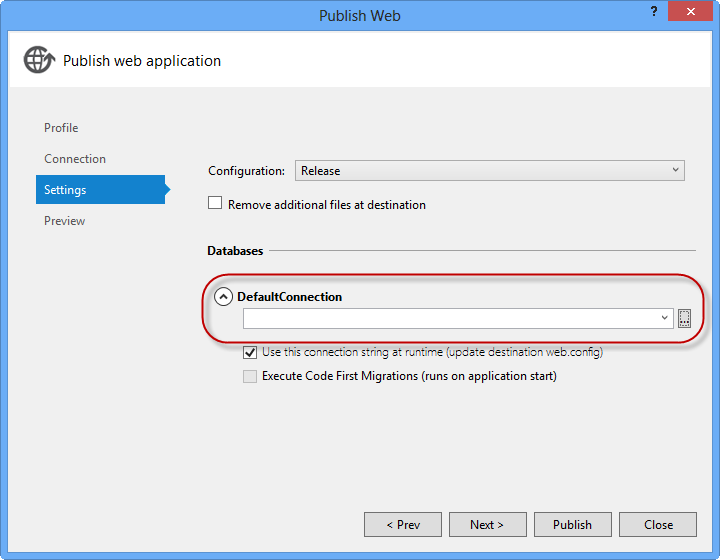 Publish Web
?
Publish web application
Profile
Connection
Settings
Preview
Configuration: Release
Remove additional files at destination
Databases
DefaultConnection
...
Use this connection string at runtime (update destination web.config)
Execute Code First Migrations (runs on application start)
< Prev Next > Publish Close